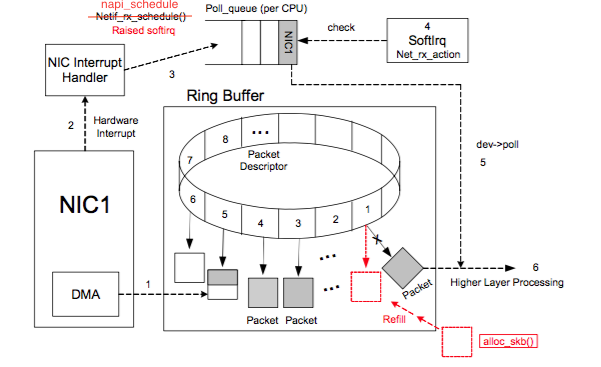 napi_schedule
Netif_rx_schedule()
Raised softirq
Poll_queue (per CPU)
NIC1
check
4
SoftIrq
Net_rx_action
NIC Interrupt
Handler
3
2
Hardware
Interrupt
Ring Buffer
8
...
7
Packet
Descriptor
6
5
4
3
2
1
dev->poll
5
NIC1
DMA
1
...
...
X
Packet
6
Higher Layer Processing
Packet
Packet
Refill
alloc_skb()